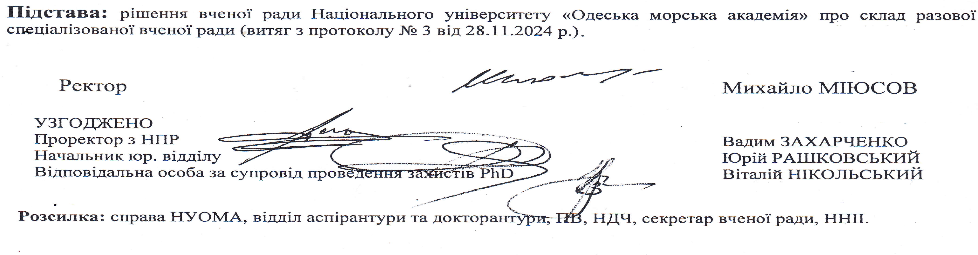 Підстава: рішення вченої ради Національного університету «Одеська морська академія» про склад разової
спеціалізованої вченої ради (витяг з протоколу № 3 від 28.11.2024 р.).
Ректор Михайло МІЮСОВ
УЗГОДЖЕНО
Проректор з НПР Вадим ЗАХАРЧЕНКО
Начальник юр. відділу Юрій РАШКОВСЬКИЙ
Відповідальна особа за супровід проведення захистів PhD Віталій НІКОЛЬСЬКИЙ
Розсилка: справа НУОМА, відділ аспірантури та докторантури, ПВ, НДЧ, секретар вченої ради, ННІІ.